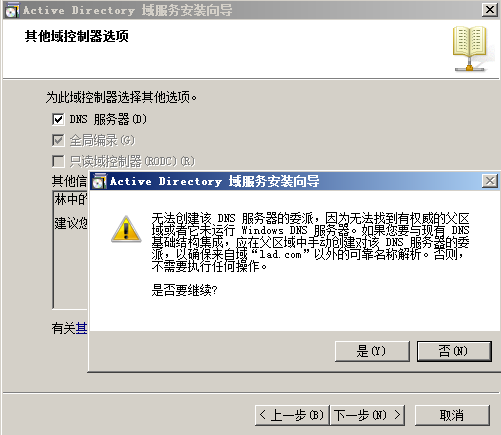 Active Directory 域服务安装向导
其他域控制器选项
为此域控制器选择其他选项。
DNS 服务器(D)
全局编录(G)
只读域控制器(RODC)(R)
其他信
林中的
建议您
有关基
Active Directory 域服务安装向导
无法创建该 DNS 服务器的委派，因为无法找到有权威的父区
域或者它未运行 Windows DNS 服务器。如果您要与现有 DNS
基础结构集成，应在父区域中手动创建对该 DNS 服务器的委
派，以确保来自域“lad.com”以外的可靠名称解析。否则，
不需要执行任何操作。
是否要继续?
是(Y)
否(N)
< 上一步(B)
下一步(N) >
取消